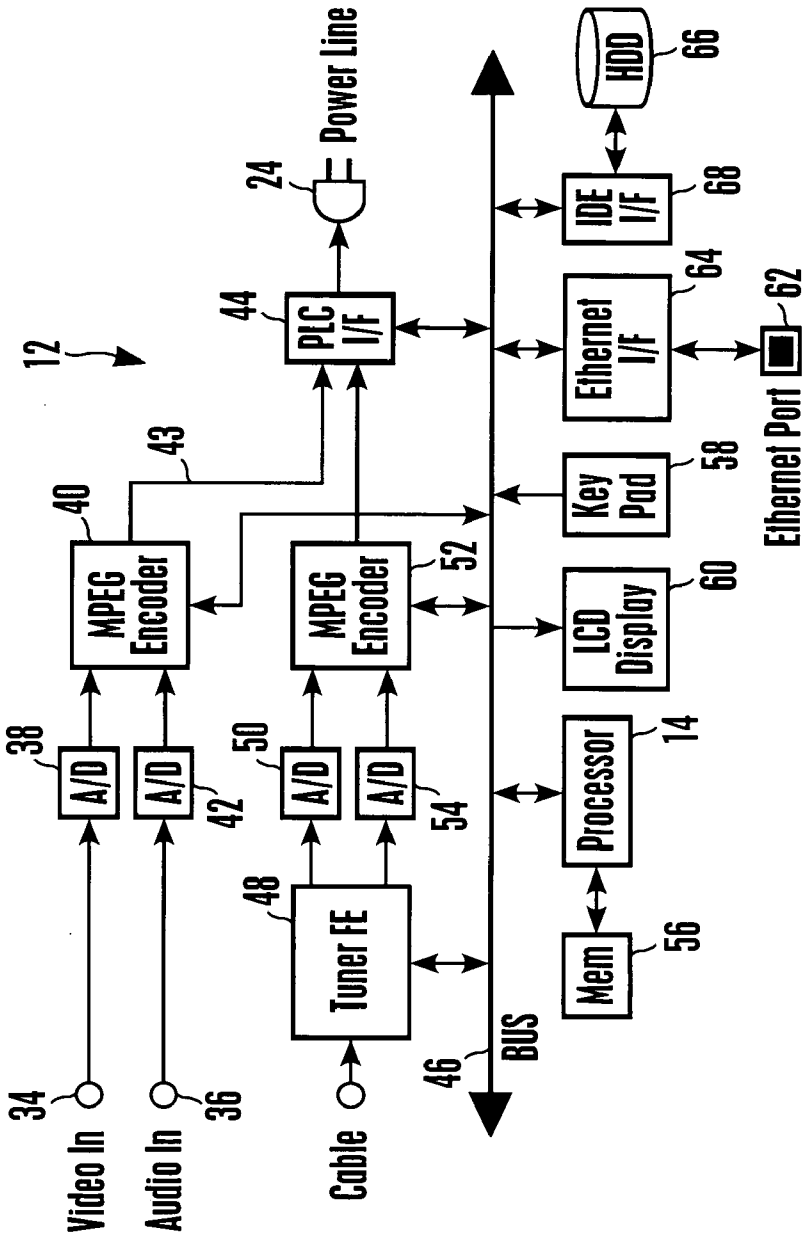 12
34
Video In
38
A/D
40
MPEG
Encoder
43
36
Audio In
42
A/D
44
PLC
I/F
24
Power Line
Cable
48
Tuner FE
50
A/D
54
A/D
52
MPEG
Encoder
46
BUS
56
Mem
14
Processor
60
LCD
Display
58
Key
Pad
64
Ethernet
I/F
62
Ethernet Port
68
IDE
I/F
66
HDD